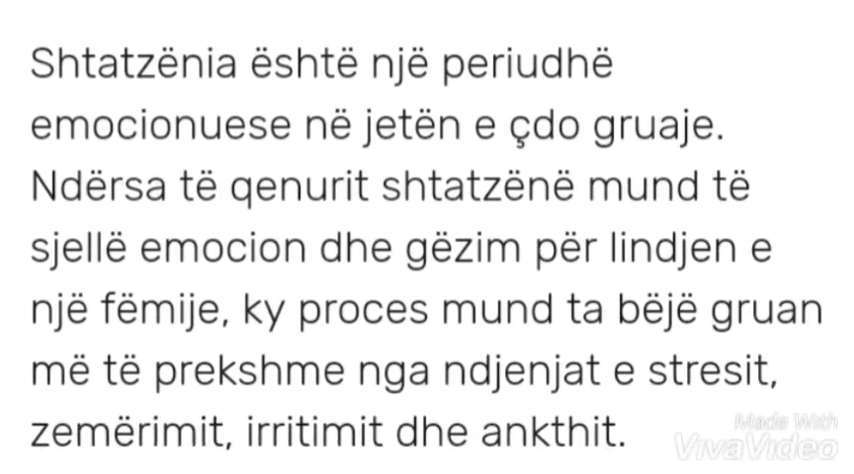 Shtatzënia është një periudhë
emocionuese në jetën e çdo gruaje.
Ndërsa të qenurit shtatzënë mund të
sjellë emocion dhe gëzim për lindjen e
një fëmije, ky proces mund ta bëjë gruan
më të prekshme nga ndjenjat e stresit,
zemërimit, irritimit dhe ankthit.
Made With
VivaVideo